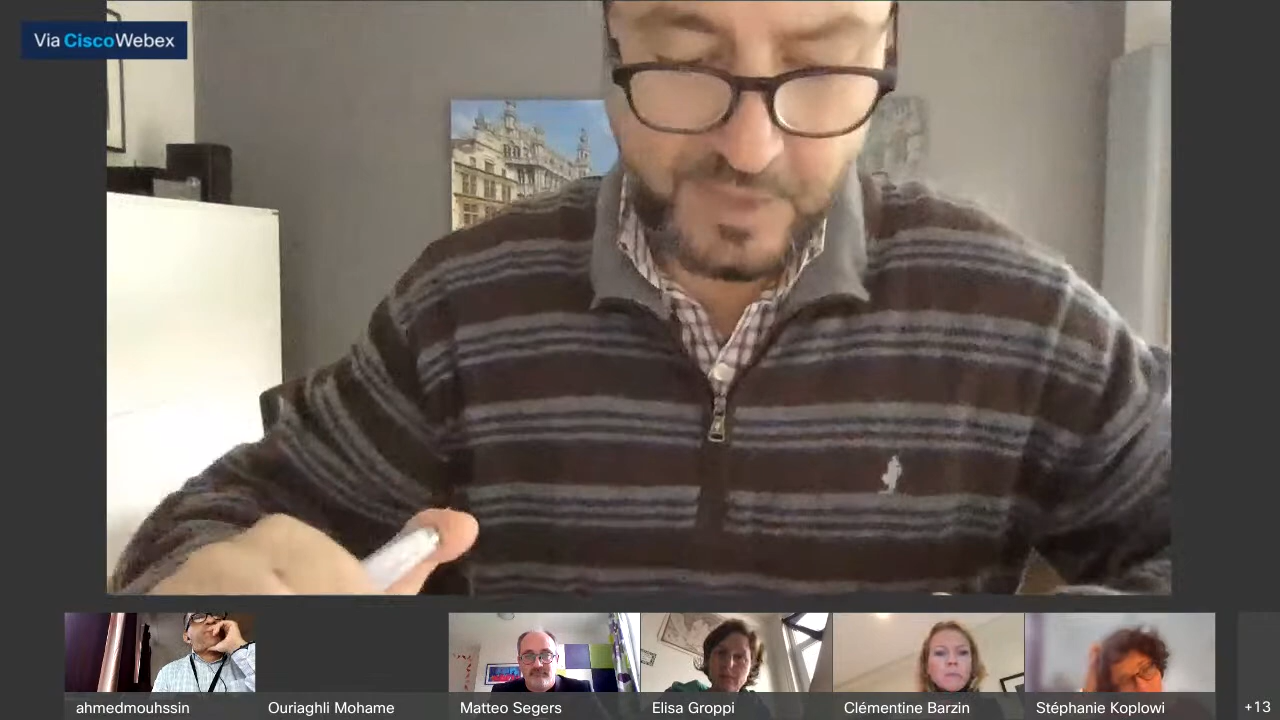 Via CiscoWebex
ahmedmouhssin
Ouriaghli Mohame
Matteo Segers
Elisa Groppi
Clémentine Barzin
Stéphanie Koplowi
+13